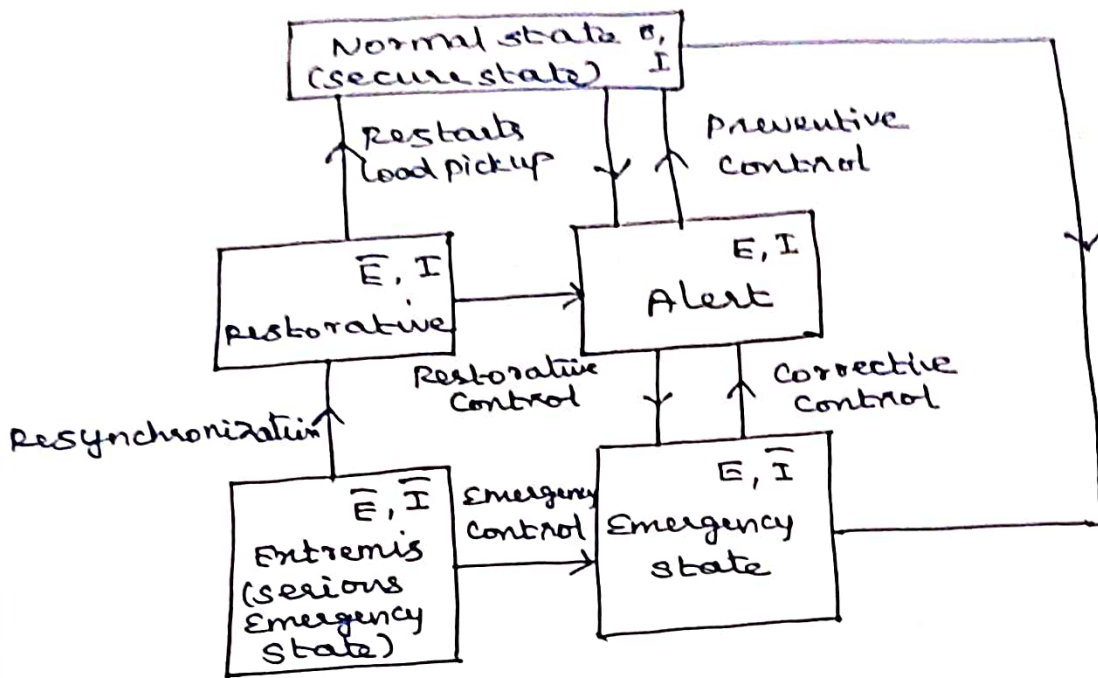 Normal state E,
(secure state) I
Restarts
Load pickup
Preventive
control
E̅, I
Restorative
E, I
Alert
Restorative
Control
Corrective
Control
Resynchronization
E̅, I̅
Extremis
(serious
Emergency
state)
Emergency
Control
E, I̅
Emergency
state